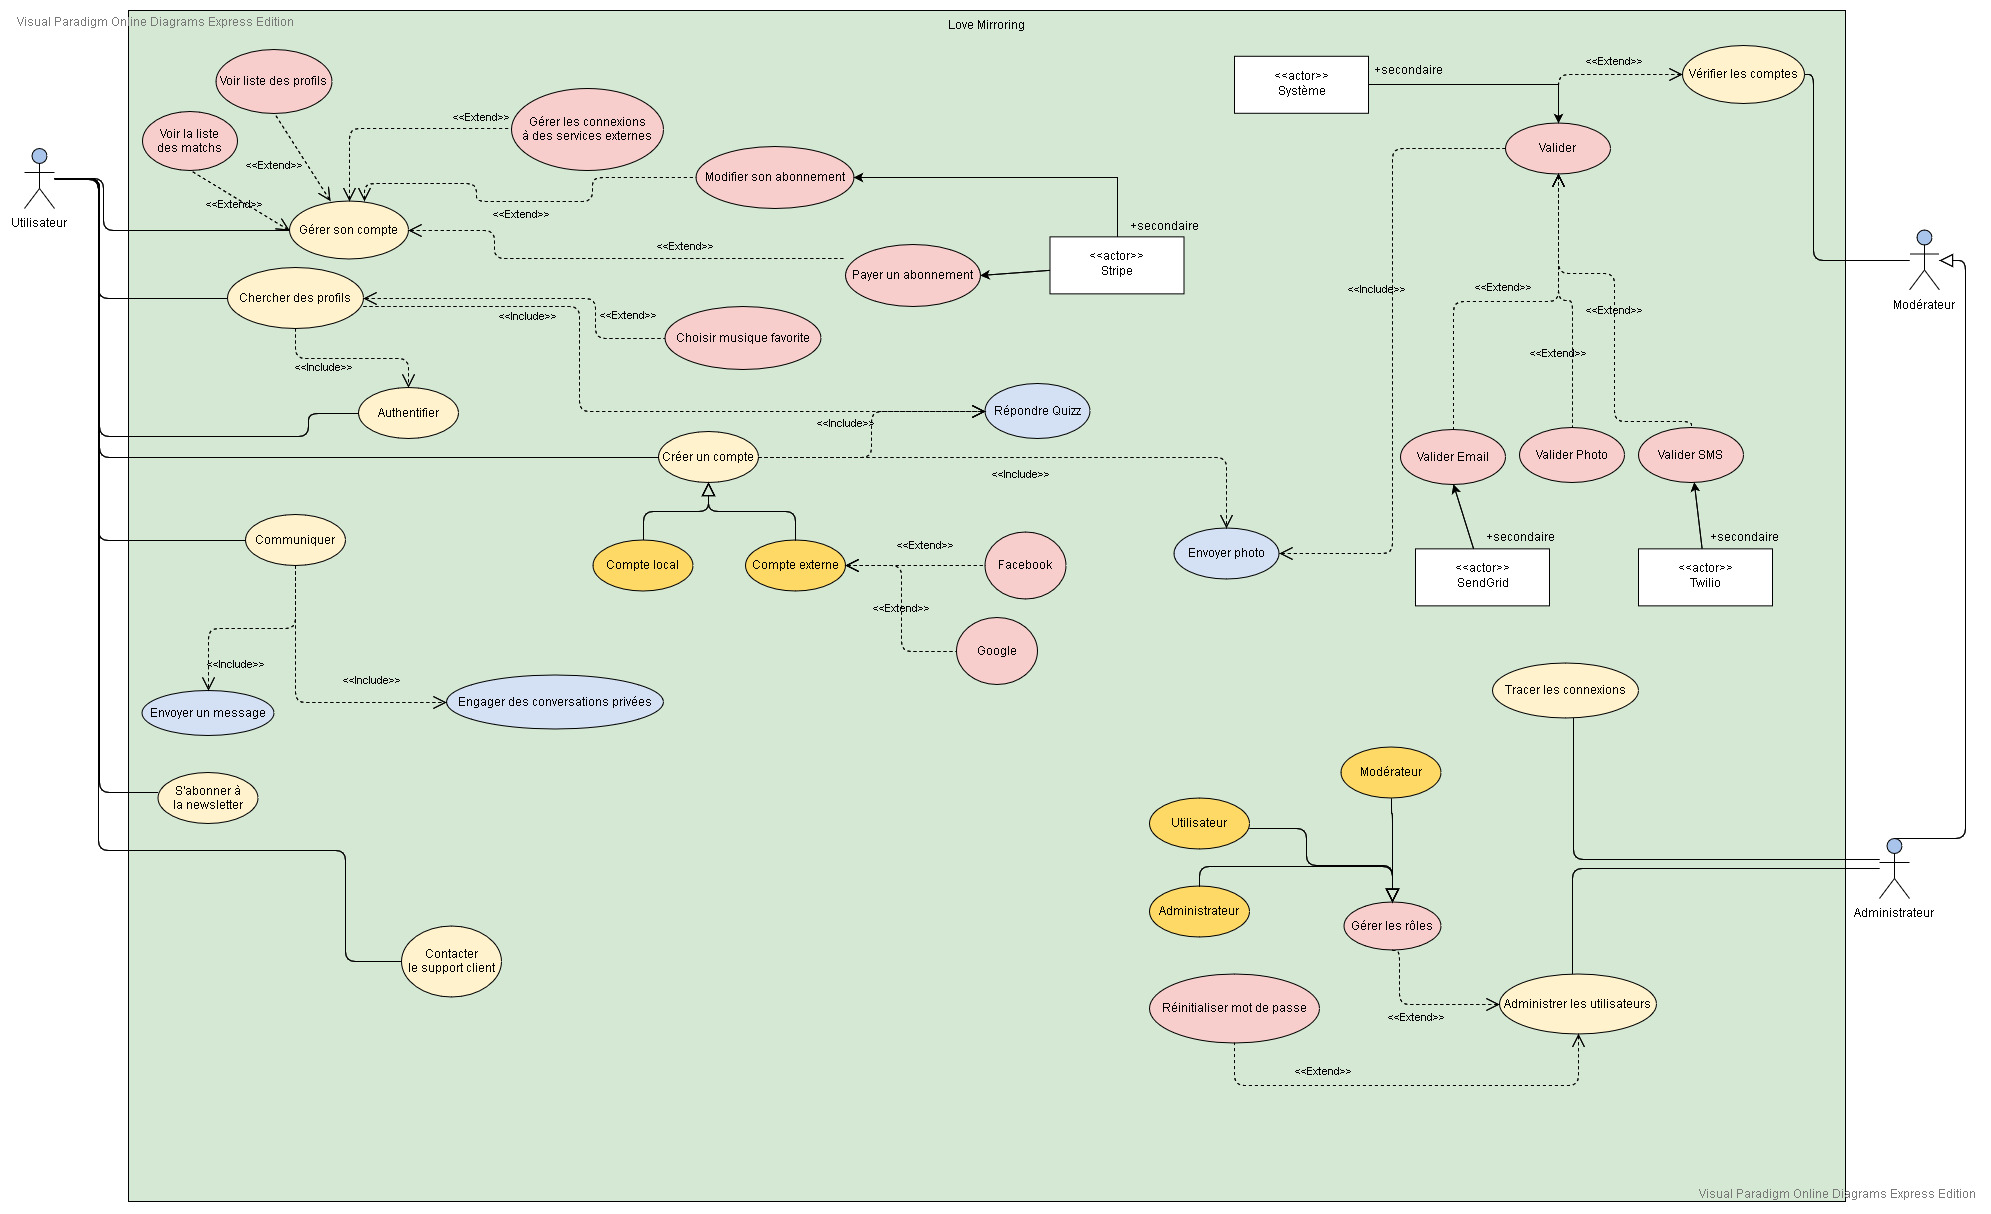 Visual Paradigm Online Diagrams Express Edition
Love Mirroring
Voir liste des profils
Voir la liste
des matchs
<<Extend>>
<<Extend>>
<<Extend>>
Gérer les connexions
à des services externes
Modifier son abonnement
<<Extend>>
Gérer son compte
<<Extend>>
Payer un abonnement
+secondaire
<<actor>>
Stripe
<<actor>>
Système
+secondaire
<<Extend>>
Vérifier les comptes
Valider
Utilisateur
Modérateur
Chercher des profils
<<Include>>
<<Extend>>
Choisir musique favorite
<<Include>>
Authentifier
Répondre Quizz
<<Include>>
Créer un compte
<<Include>>
<<Include>>
<<Extend>>
<<Extend>>
<<Extend>>
Valider Email
Valider Photo
Valider SMS
+secondaire
<<actor>>
SendGrid
+secondaire
<<actor>>
Twilio
Envoyer photo
Communiquer
Compte local
Compte externe
<<Extend>>
Facebook
<<Extend>>
Google
<<Include>>
<<Include>>
Envoyer un message
Engager des conversations privées
S'abonner à
la newsletter
Contacter
le support client
Tracer les connexions
Modérateur
Utilisateur
Administrateur
Gérer les rôles
Administrateur
Réinitialiser mot de passe
<<Extend>>
Administrer les utilisateurs
<<Extend>>
Visual Paradigm Online Diagrams Express Edition